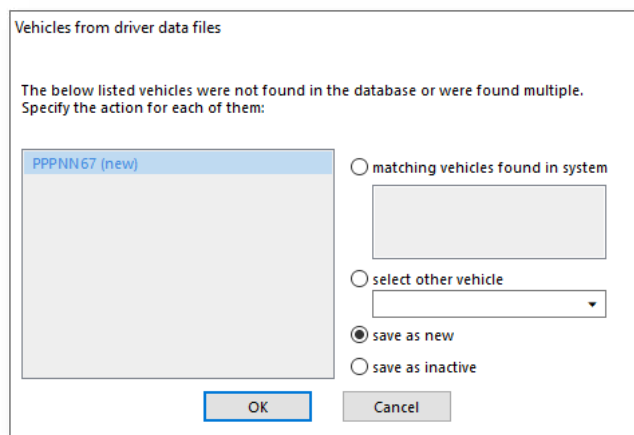 Vehicles from driver data files
The below listed vehicles were not found in the database or were found multiple.
Specify the action for each of them:
PPPNN67 (new)
matching vehicles found in system
select other vehicle
save as new
save as inactive
OK
Cancel